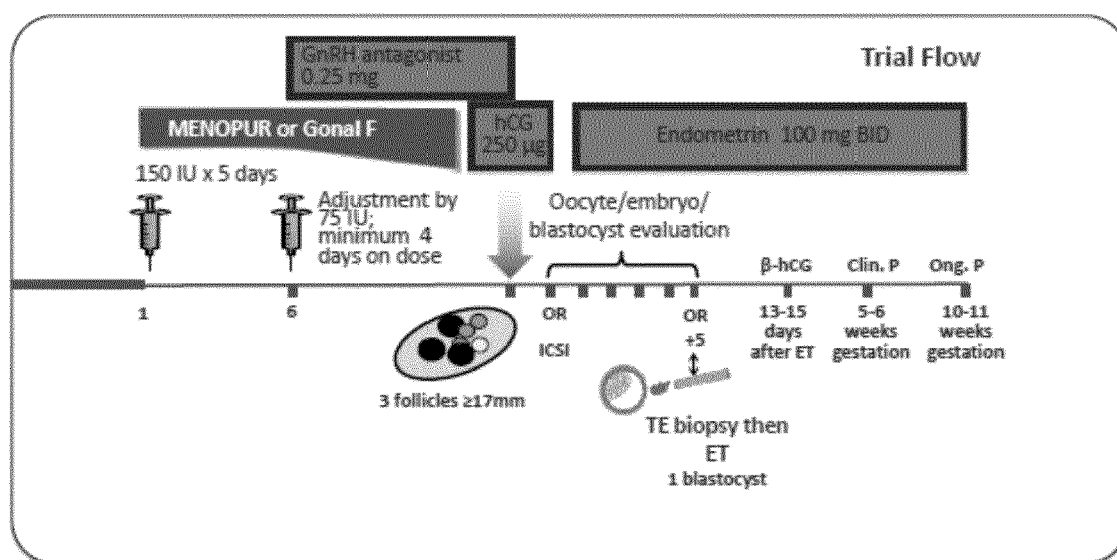 Trial Flow
GnRH antagonist
0.25 mg
MENOPUR or Gonal F
hCG
250 µg
Endometrin 100 mg BID
150 IU x 5 days
Adjustment by
75 IU;
minimum 4
days on dose
Oocyte/embryo/
blastocyst evaluation
β-hCG
Clin. P
Ong. P
1
6
OR
ICSI
OR
+5
13-15
days
after ET
5-6
weeks
gestation
10-11
weeks
gestation
3 follicles ≥17mm
TE biopsy then
ET
1 blastocyst